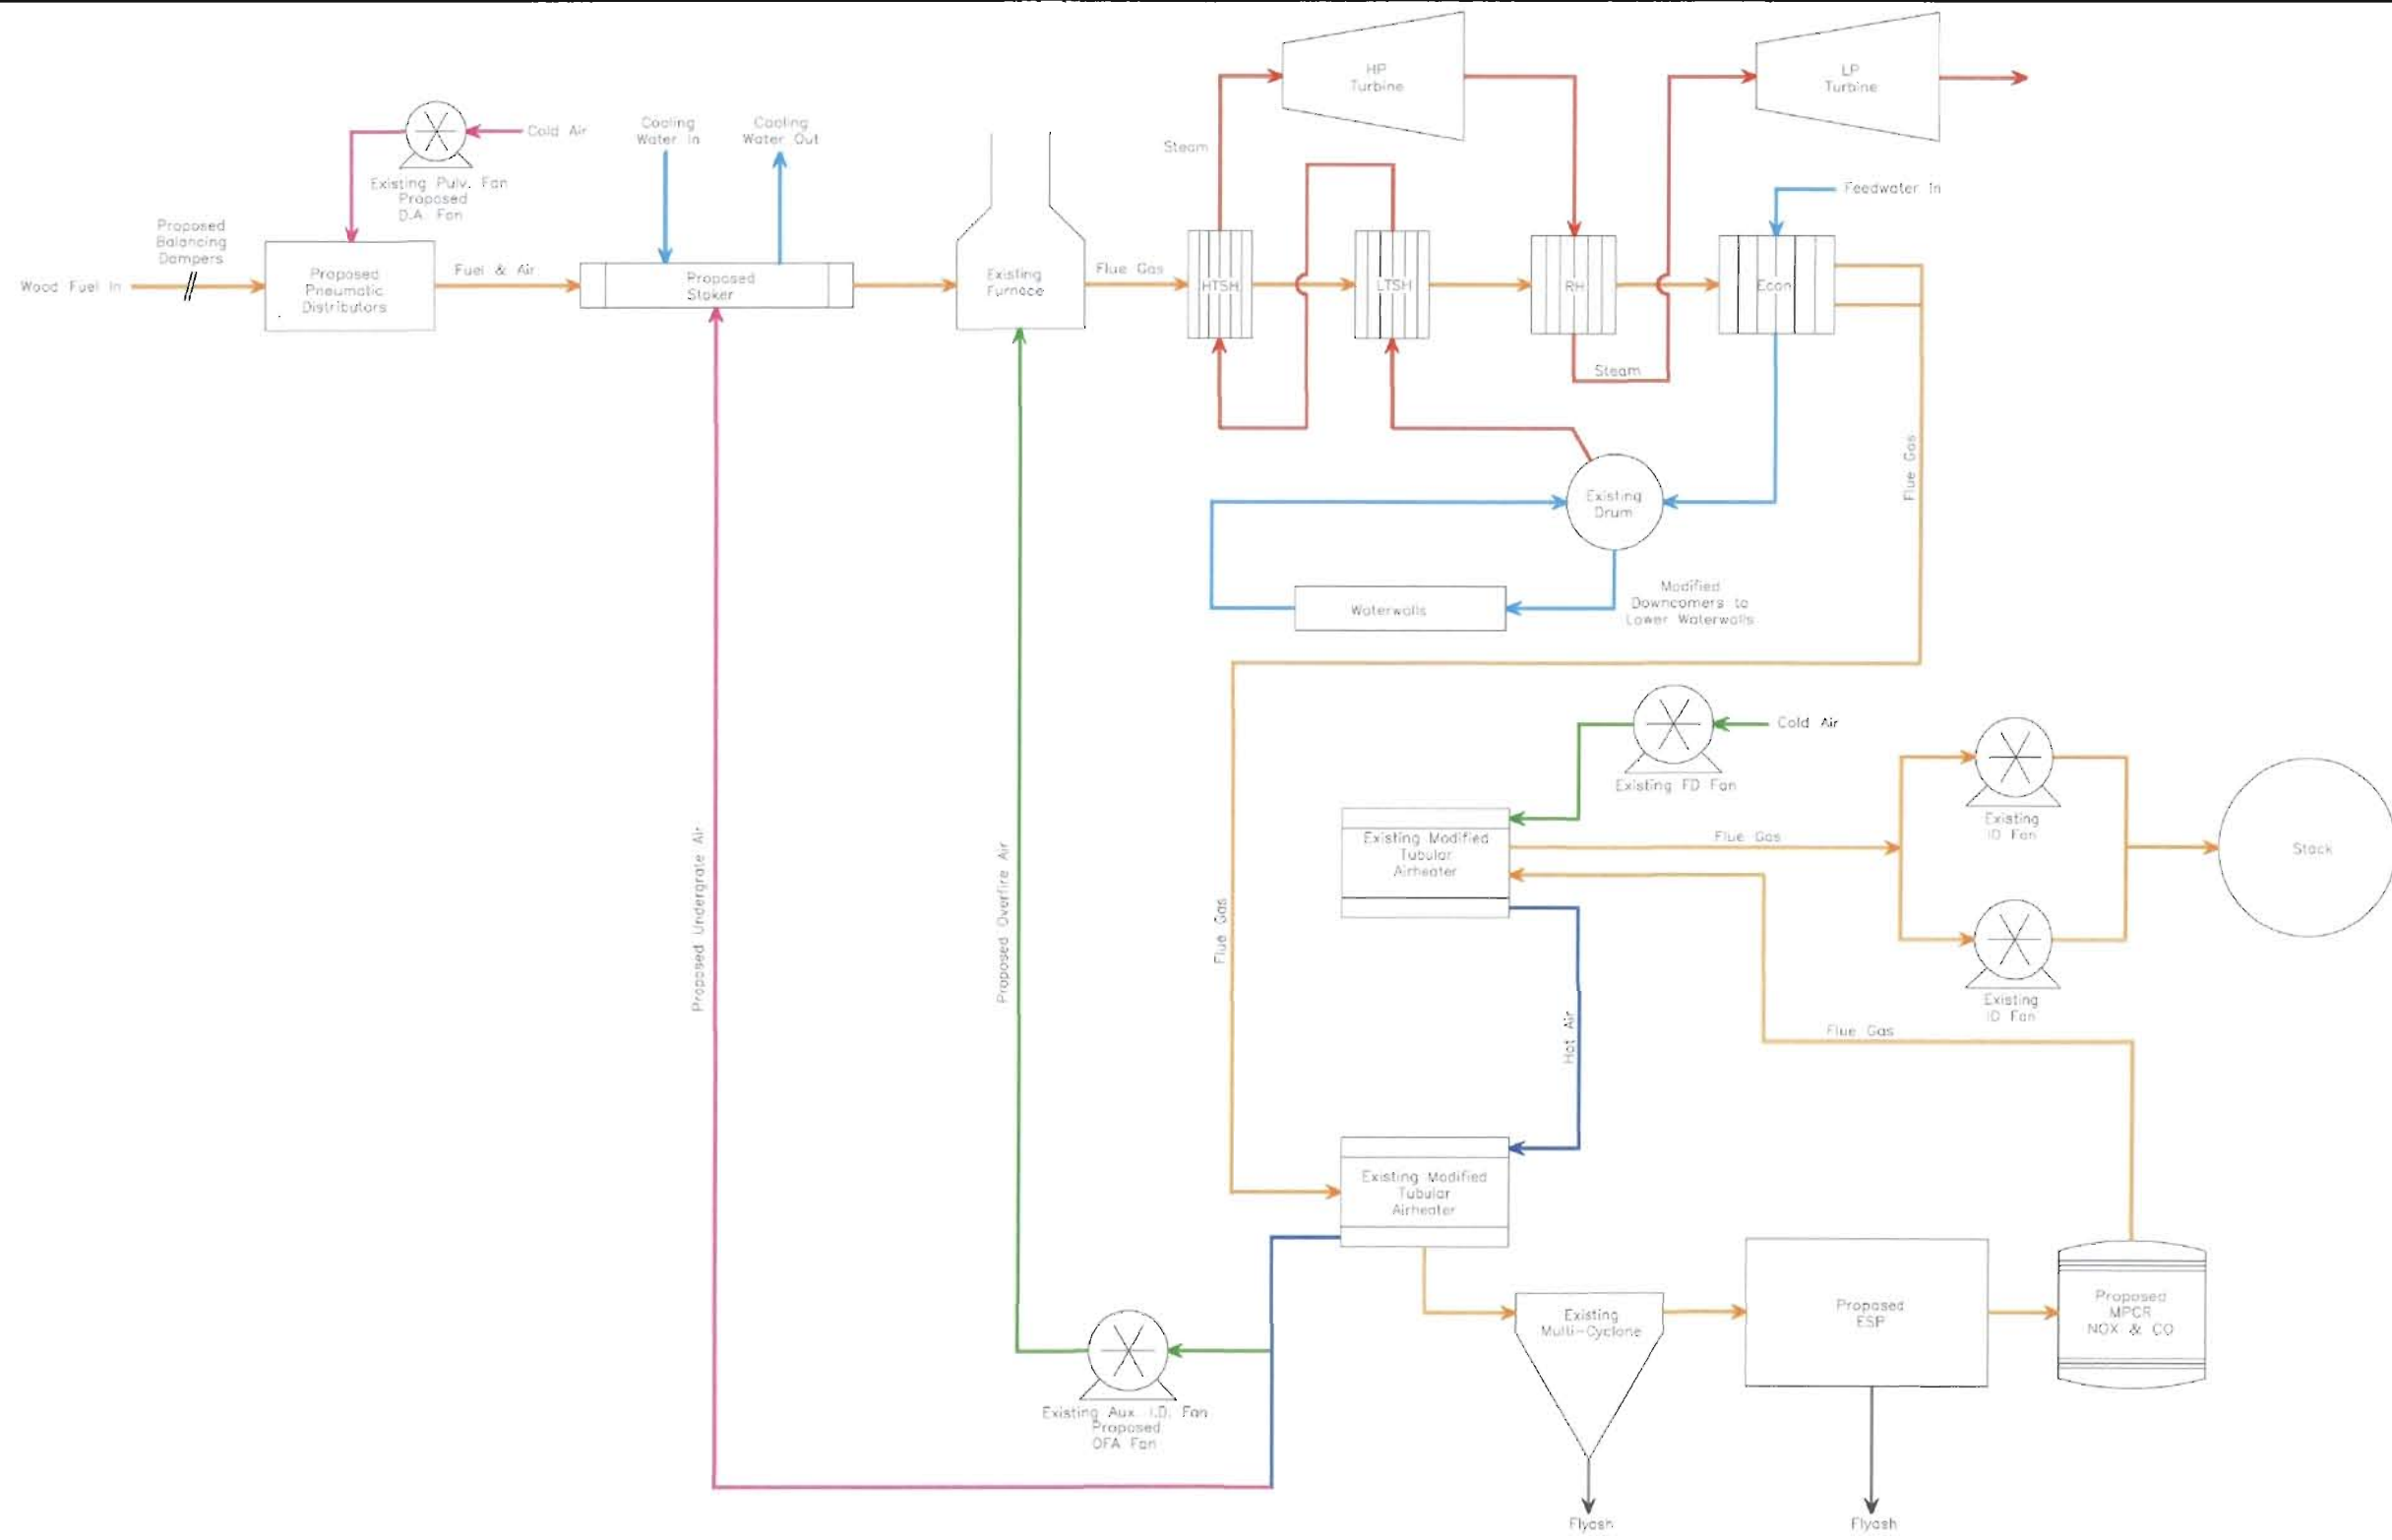 HP
Turbine
LP
Turbine
Cold Air
Cooling
Water In
Cooling
Water Out
Steam
Existing Pulv. Fan
Proposed
D.A. Fan
Feedwater In
Proposed
Balancing
Dampers
Wood Fuel In
Proposed
Pneumatic
Distributors
Fuel & Air
Proposed
Stoker
Existing
Furnace
Flue Gas
HTSH
LTSH
RH
Econ
Steam
Flue Gas
Existing
Drum
Waterwalls
Modified
Downcomers to
Lower Waterwalls
Cold Air
Existing FD Fan
Existing
ID Fan
Existing Modified
Tubular
Airheater
Flue Gas
Stack
Proposed Undergrate Air
Proposed Overfire Air
Flue Gas
Existing
ID Fan
Hot Air
Flue Gas
Existing Modified
Tubular
Airheater
Existing
Multi-Cyclone
Proposed
ESP
Proposed
MPCR
NOX & CO
Existing Aux. I.D. Fan
Proposed
OFA Fan
Flyash
Flyash